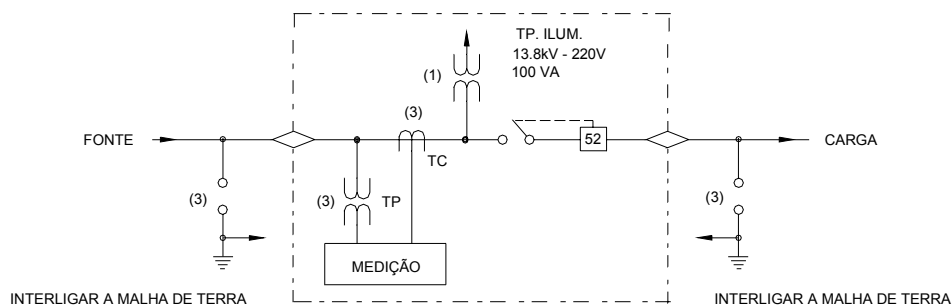 TP. ILUM.
13.8kV - 220V
100 VA
(1)
(3)
FONTE
TC
52
CARGA
(3)
(3)
TP
(3)
MEDIÇÃO
INTERLIGAR A MALHA DE TERRA
INTERLIGAR A MALHA DE TERRA